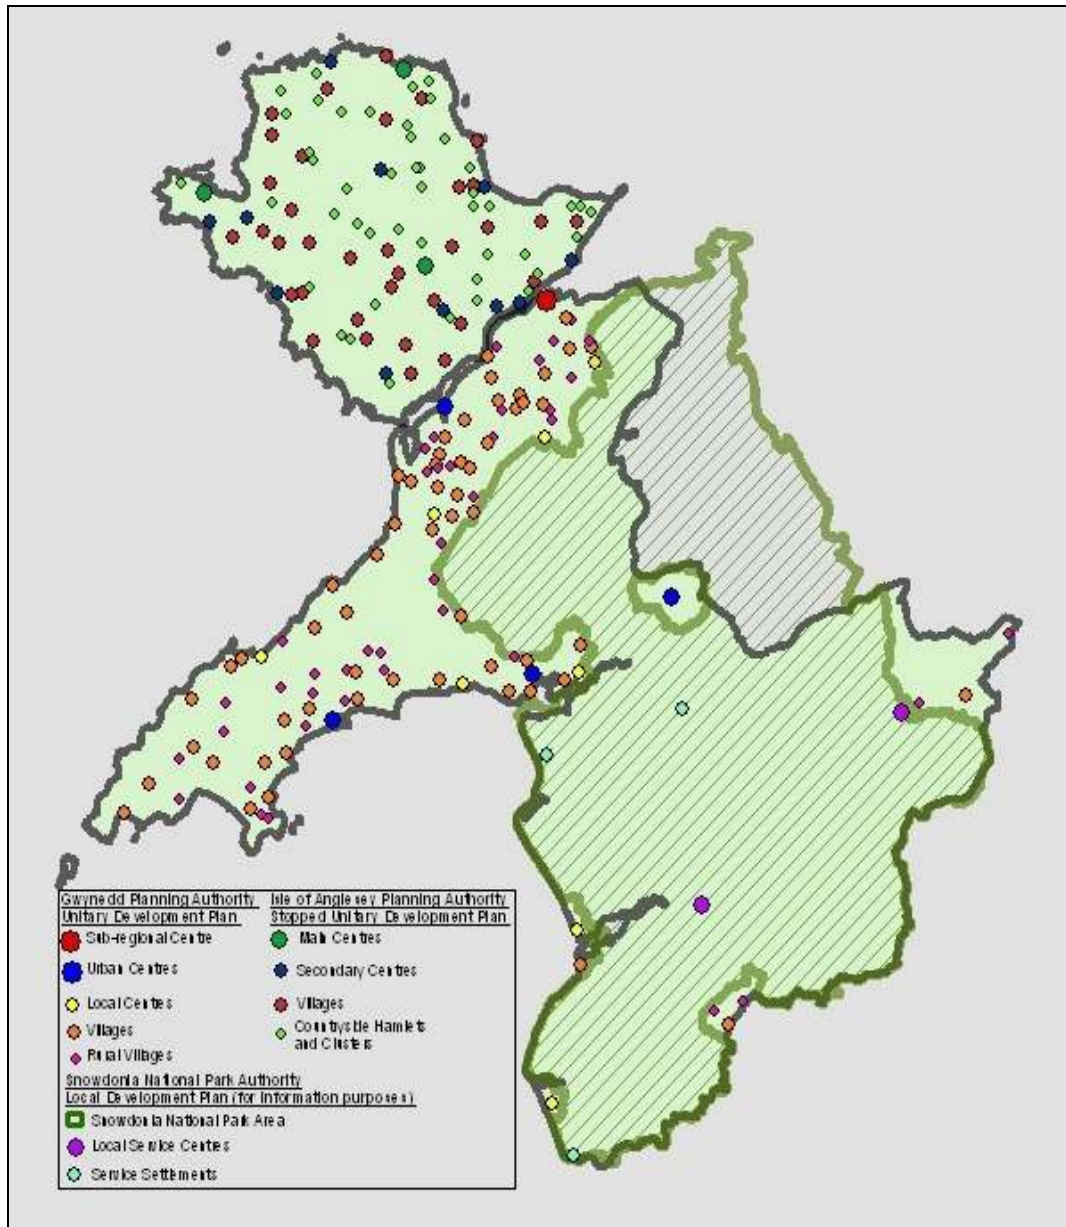 Gwynedd Planning Authority
Unitary Development Plan
Sub-regional Centre
Urban Centres
Local Centres
Villages
Rural Villages
Isle of Anglesey Planning Authority
Stopped Unitary Development Plan
Main Centres
Secondary Centres
Villages
Countryside Hamlets
and Clusters
Snowdonia National Park Authority
Local Development Plan (for information purposes)
Snowdonia National Park Area
Local Service Centres
Service Settlements